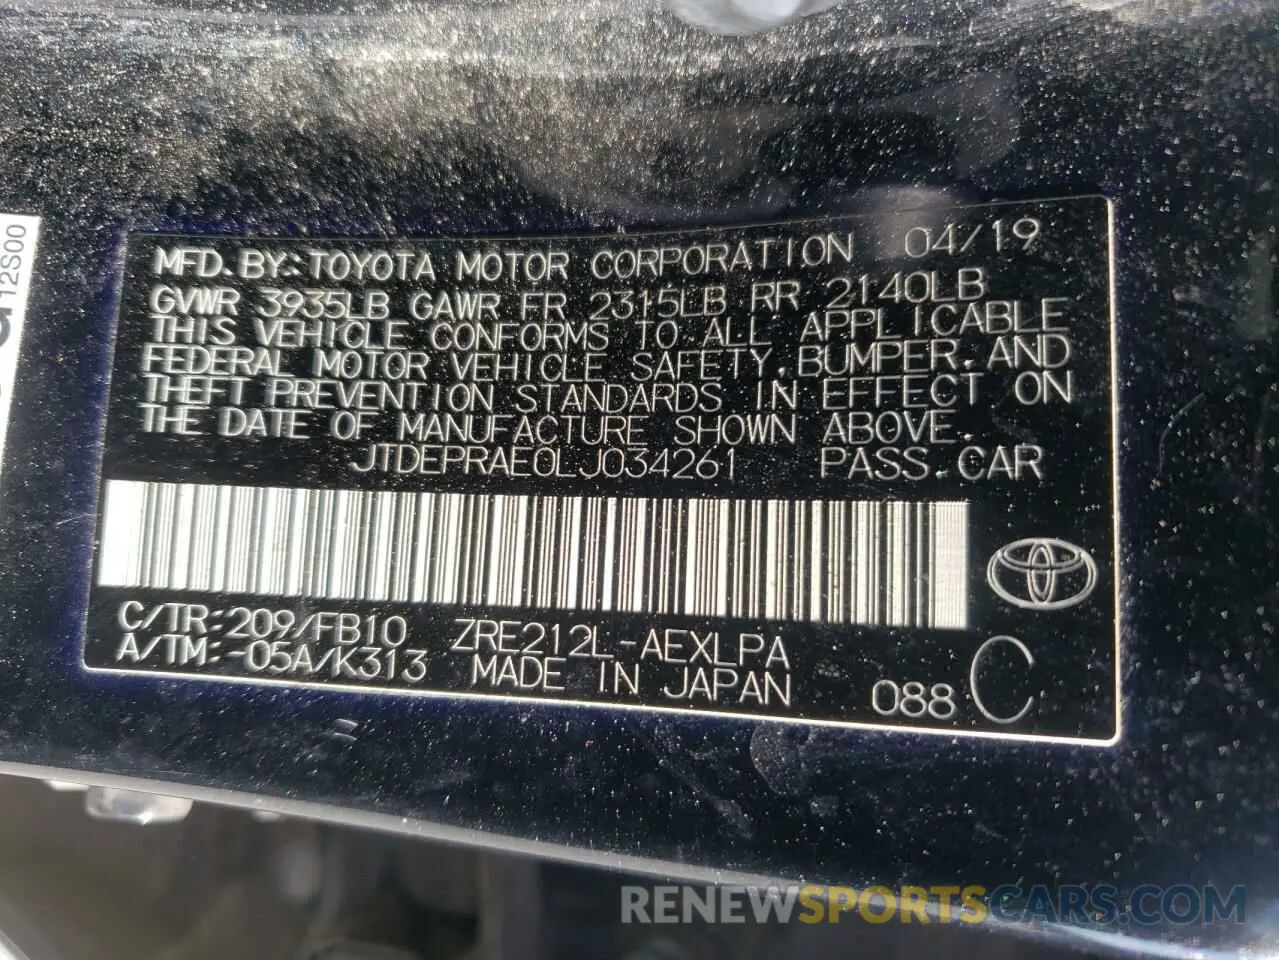 MFD. BY: TOYOTA MOTOR CORPORATION 04/19
GVWR 3935LB GAWR FR 2315LB RR 2140LB
THIS VEHICLE CONFORMS TO ALL APPLICABLE
FEDERAL MOTOR VEHICLE SAFETY, BUMPER, AND
THEFT PREVENTION STANDARDS IN EFFECT ON
THE DATE OF MANUFACTURE SHOWN ABOVE.
JTDEPRAE0LJ034261 PASS. CAR
C/TR: 209/FB10 ZRE212L-AEXLPA
A/TM: -05A/K313 MADE IN JAPAN 088 C
RENEWSPORTSCARS.COM